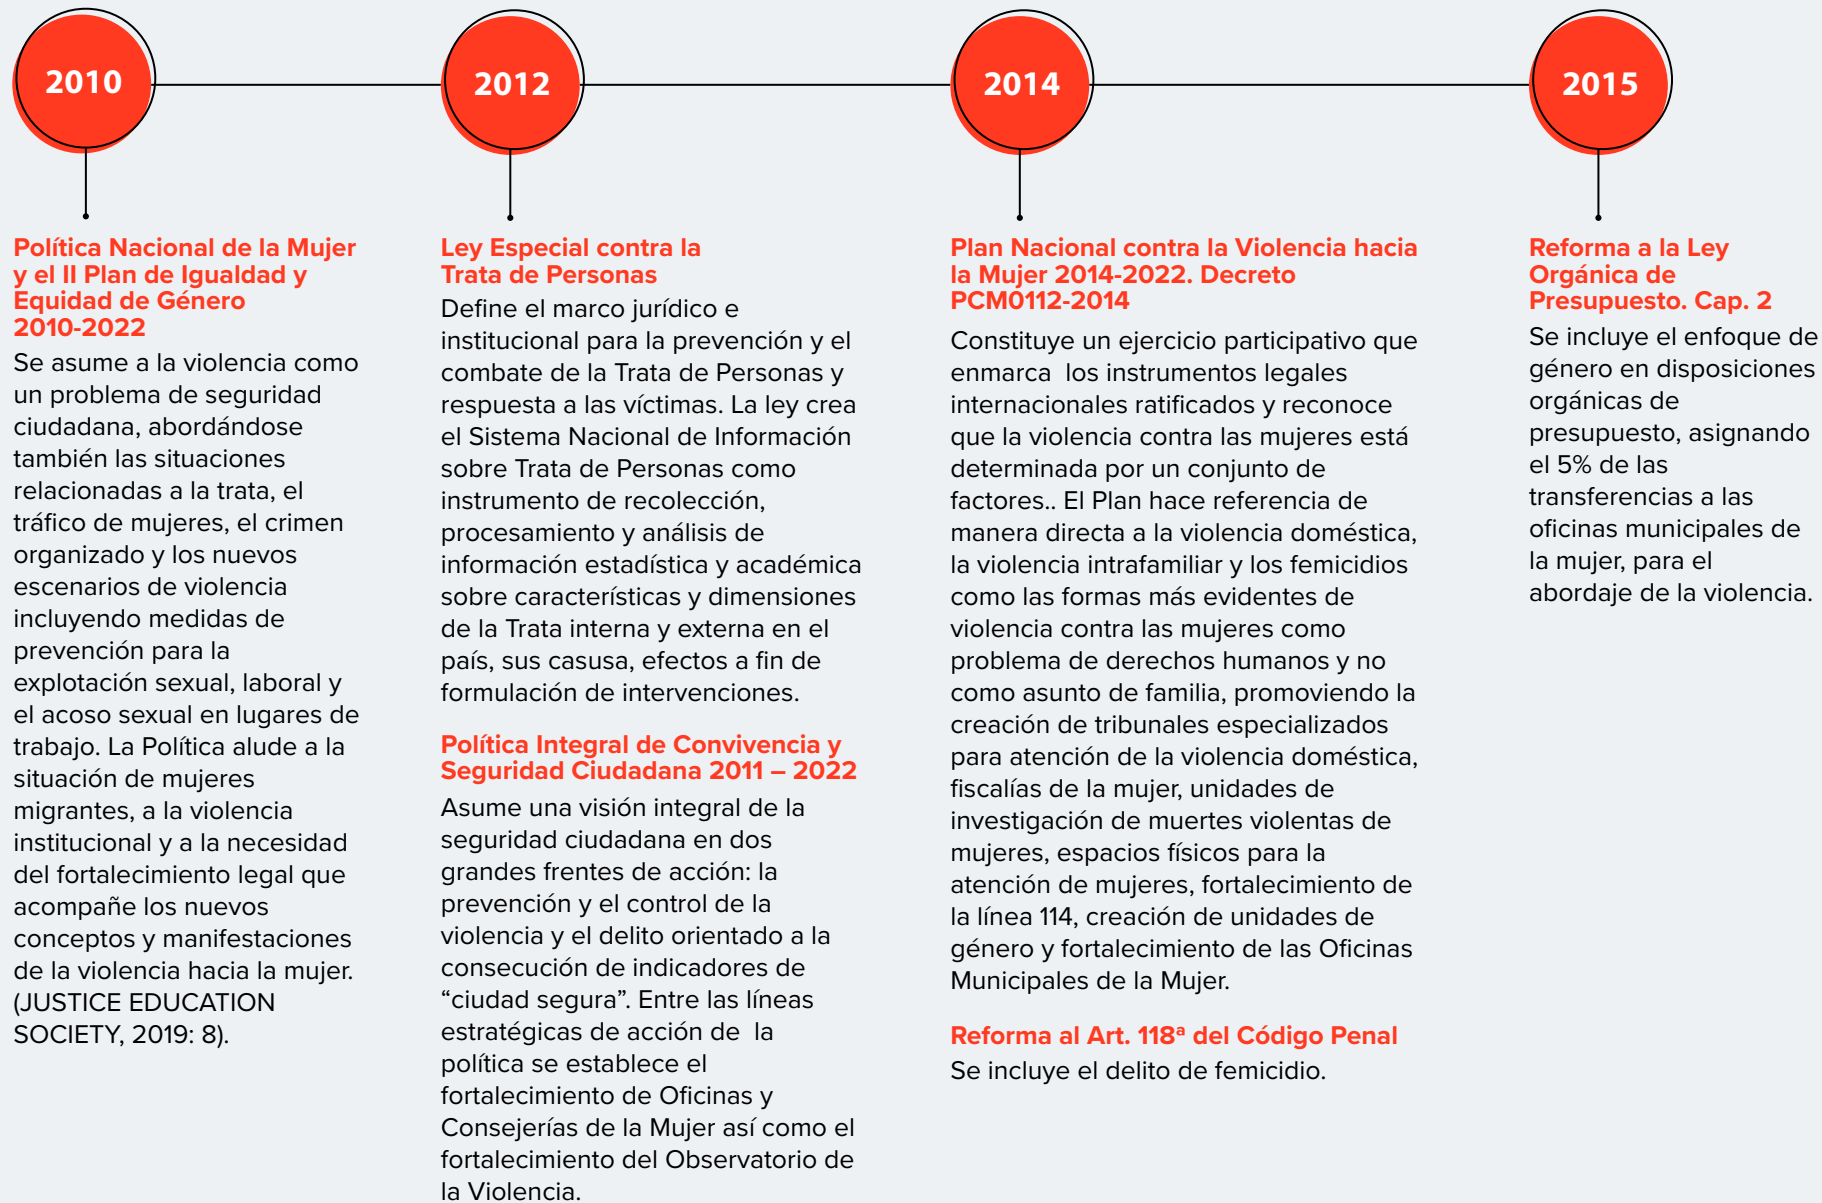 2010
Política Nacional de la Mujer
y el II Plan de Igualdad y
Equidad de Género
2010-2022
Se asume a la violencia como
un problema de seguridad
ciudadana, abordándose
también las situaciones
relacionadas a la trata, el
tráfico de mujeres, el crimen
organizado y los nuevos
escenarios de violencia
incluyendo medidas de
prevención para la
explotación sexual, laboral y
el acoso sexual en lugares de
trabajo. La Política alude a la
situación de mujeres
migrantes, a la violencia
institucional y a la necesidad
del fortalecimiento legal que
acompañe los nuevos
conceptos y manifestaciones
de la violencia hacia la mujer.
(JUSTICE EDUCATION
SOCIETY, 2019: 8).
2012
Ley Especial contra la
Trata de Personas
Define el marco jurídico e
institucional para la prevención y el
combate de la Trata de Personas y
respuesta a las víctimas. La ley crea
el Sistema Nacional de Información
sobre Trata de Personas como
instrumento de recolección,
procesamiento y análisis de
información estadística y académica
sobre características y dimensiones
de la Trata interna y externa en el
país, sus casusa, efectos a fin de
formulación de intervenciones.
Política Integral de Convivencia y
Seguridad Ciudadana 2011 – 2022
Asume una visión integral de la
seguridad ciudadana en dos
grandes frentes de acción: la
prevención y el control de la
violencia y el delito orientado a la
consecución de indicadores de
“ciudad segura”. Entre las líneas
estratégicas de acción de  la
política se establece el
fortalecimiento de Oficinas y
Consejerías de la Mujer así como el
fortalecimiento del Observatorio de
la Violencia.
2014
Plan Nacional contra la Violencia hacia
la Mujer 2014-2022. Decreto
PCM0112-2014
Constituye un ejercicio participativo que
enmarca  los instrumentos legales
internacionales ratificados y reconoce
que la violencia contra las mujeres está
determinada por un conjunto de
factores.. El Plan hace referencia de
manera directa a la violencia doméstica,
la violencia intrafamiliar y los femicidios
como las formas más evidentes de
violencia contra las mujeres como
problema de derechos humanos y no
como asunto de familia, promoviendo la
creación de tribunales especializados
para atención de la violencia doméstica,
fiscalías de la mujer, unidades de
investigación de muertes violentas de
mujeres, espacios físicos para la
atención de mujeres, fortalecimiento de
la línea 114, creación de unidades de
género y fortalecimiento de las Oficinas
Municipales de la Mujer.
Reforma al Art. 118ª del Código Penal
Se incluye el delito de femicidio.
2015
Reforma a la Ley
Orgánica de
Presupuesto. Cap. 2
Se incluye el enfoque de
género en disposiciones
orgánicas de
presupuesto, asignando
el 5% de las
transferencias a las
oficinas municipales de
la mujer, para el
abordaje de la violencia.